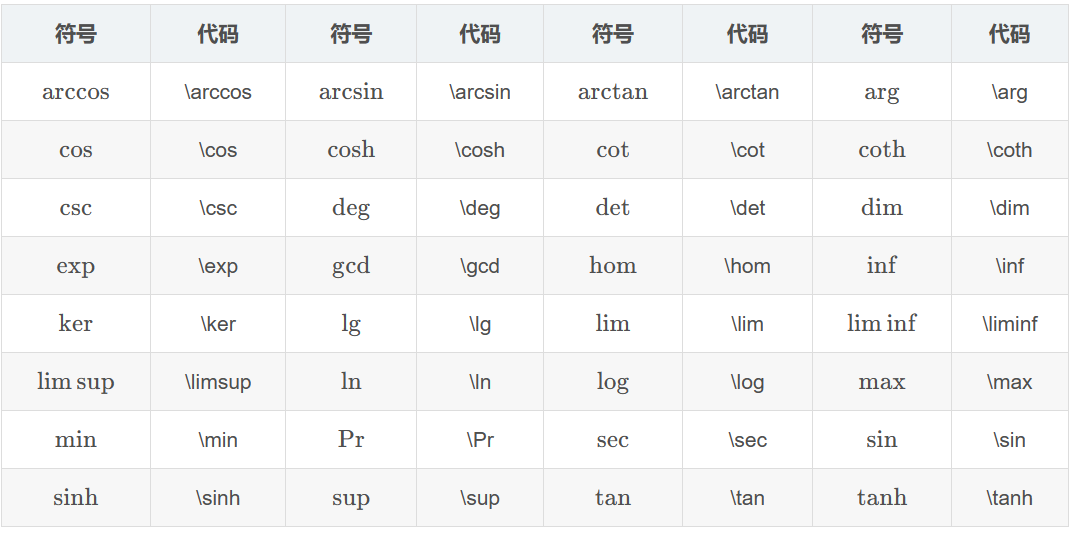 符号 代码 符号 代码 符号 代码 符号 代码
arccos \arccos arcsin \arcsin arctan \arctan arg \arg
cos \cos cosh \cosh cot \cot coth \coth
csc \csc deg \deg det \det dim \dim
exp \exp gcd \gcd hom \hom inf \inf
ker \ker lg \lg lim \lim lim inf \liminf
lim sup \limsup ln \ln log \log max \max
min \min Pr \Pr sec \sec sin \sin
sinh \sinh sup \sup tan \tan tanh \tanh